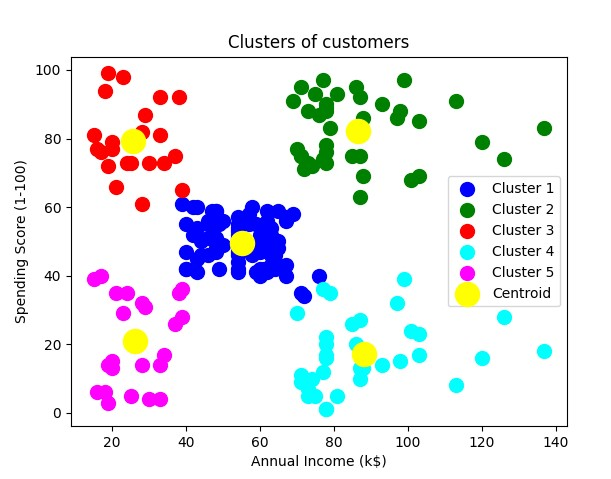 Clusters of customers
100
80
60
40
20
0
Spending Score (1-100)
Cluster 1
Cluster 2
Cluster 3
Cluster 4
Cluster 5
Centroid
20 40 60 80 100 120 140
Annual Income (k$)